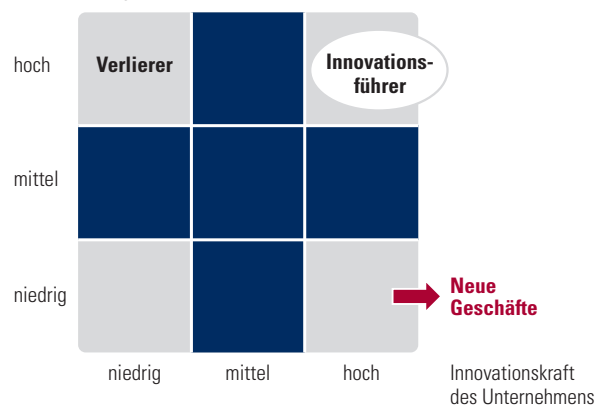 hoch
Verlierer
Innovations-
führer
mittel
niedrig
Neue
Geschäfte
niedrig
mittel
hoch
Innovationskraft
des Unternehmens